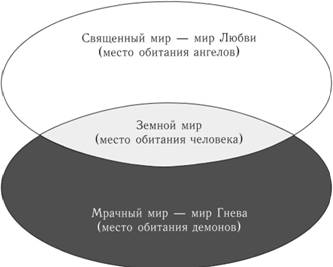 Священный мир — мир Любви
(место обитания ангелов)
Земной мир
(место обитания человека)
Мрачный мир — мир Гнева
(место обитания демонов)